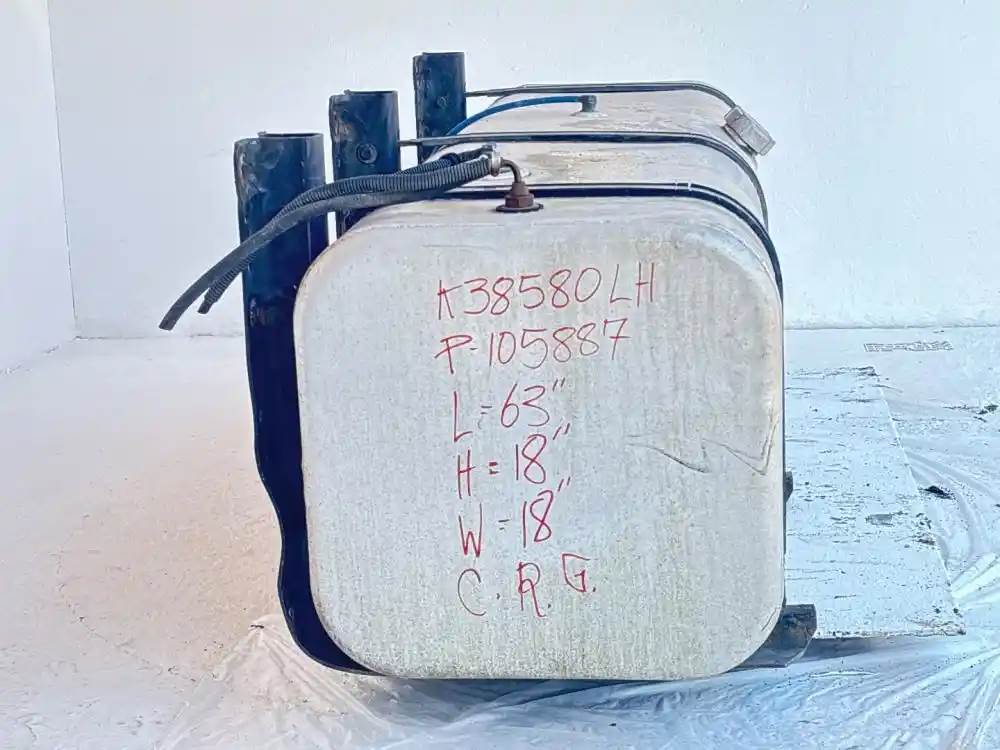 K38580LH
P-105887
L=63"
H=18"
W=18"
C.R.G.